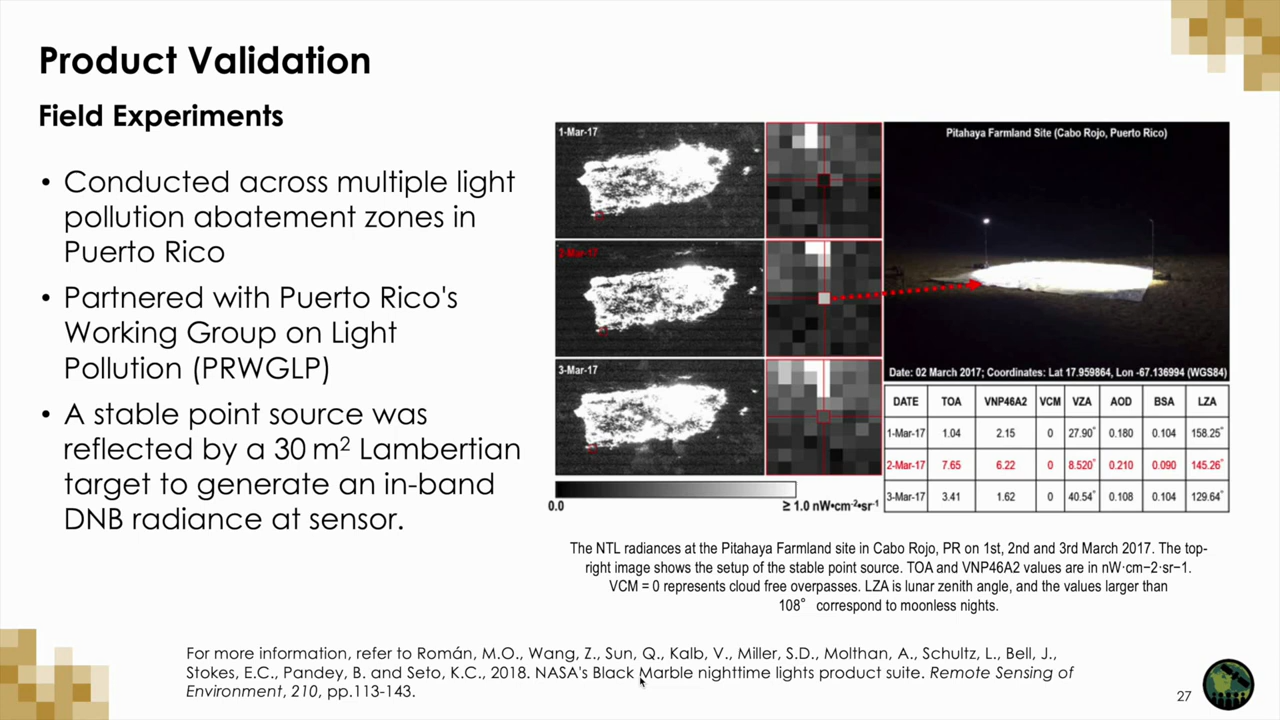 Product Validation
Field Experiments
• Conducted across multiple light
pollution abatement zones in
Puerto Rico
• Partnered with Puerto Rico's
Working Group on Light
Pollution (PRWGLP)
• A stable point source was
reflected by a 30 m² Lambertian
target to generate an in-band
DNB radiance at sensor.
1-Mar-17
2-Mar-17
3-Mar-17
0.0 ≥ 1.0 nW•cm-²•sr-¹
Pitahaya Farmland Site (Cabo Rojo, Puerto Rico)
Date: 02 March 2017; Coordinates: Lat 17.959864, Lon -67.136994 (WGS84)
DATE TOA VNP46A2 VCM VZA AOD BSA LZA
1-Mar-17 1.04 2.15 0 27.90° 0.180 0.104 158.25°
2-Mar-17 7.65 6.22 0 8.520° 0.210 0.090 145.26°
3-Mar-17 3.41 1.62 0 40.54° 0.108 0.104 129.64°
The NTL radiances at the Pitahaya Farmland site in Cabo Rojo, PR on 1st, 2nd and 3rd March 2017. The top-
right image shows the setup of the stable point source. TOA and VNP46A2 values are in nW·cm−2·sr−1.
VCM = 0 represents cloud free overpasses. LZA is lunar zenith angle, and the values larger than
108° correspond to moonless nights.
For more information, refer to Román, M.O., Wang, Z., Sun, Q., Kalb, V., Miller, S.D., Molthan, A., Schultz, L., Bell, J.,
Stokes, E.C., Pandey, B. and Seto, K.C., 2018. NASA's Black Marble nighttime lights product suite. Remote Sensing of
Environment, 210, pp.113-143.
27